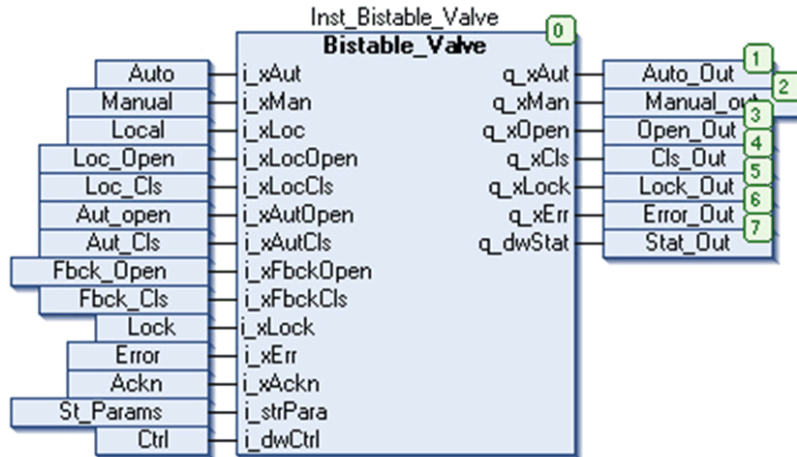 Inst_Bistable_Valve
0
Bistable_Valve
1
Auto i_xAut q_xAut Auto_Out
2
Manual i_xMan q_xMan Manual_out
3
Local i_xLoc q_xOpen Open_Out
4
Loc_Open i_xLocOpen q_xCls Cls_Out
5
Loc_Cls i_xLocCls q_xLock Lock_Out
6
Aut_open i_xAutOpen q_xErr Error_Out
7
Aut_Cls i_xAutCls q_dwStat Stat_Out
Fbck_Open i_xFbckOpen
Fbck_Cls i_xFbckCls
Lock i_xLock
Error i_xErr
Ackn i_xAckn
St_Params i_strPara
Ctrl i_dwCtrl